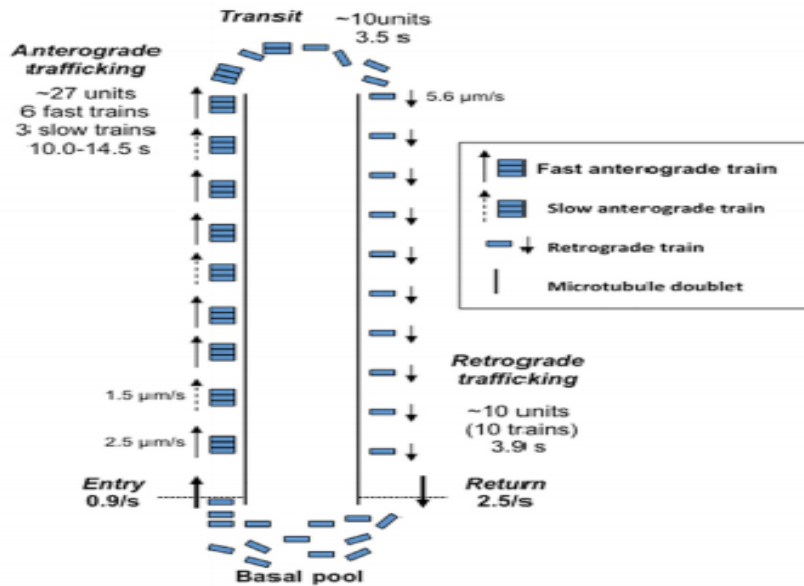 Transit
~10units
3.5 s
Anterograde
trafficking
~27 units
6 fast trains
3 slow trains
10.0-14.5 s
5.6 µm/s
Fast anterograde train
Slow anterograde train
Retrograde train
Microtubule doublet
1.5 µm/s
2.5 µm/s
Retrograde
trafficking
~10 units
(10 trains)
3.9 s
Entry
0.9/s
Return
2.5/s
Basal pool